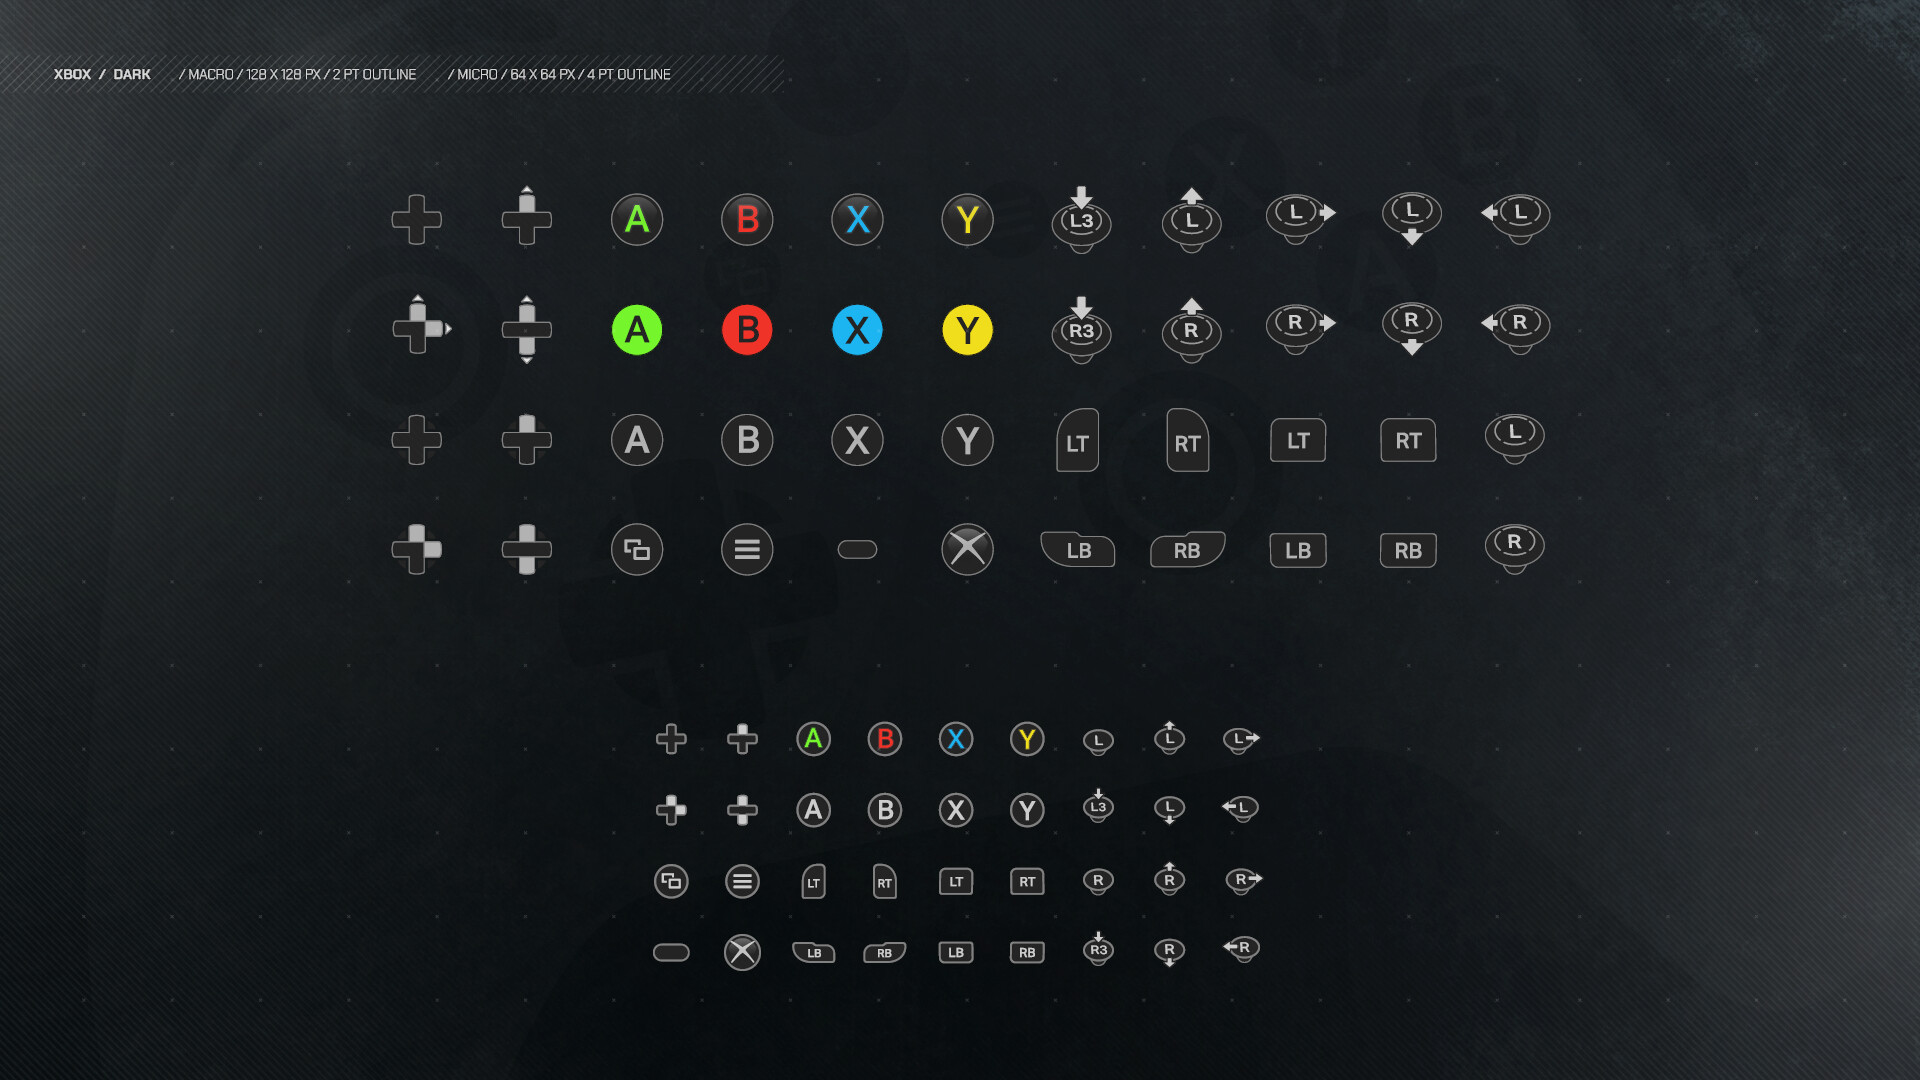 XBOX / DARK / MACRO / 128 X 128 PX / 2 PT OUTLINE / MICRO / 64 X 64 PX / 4 PT OUTLINE
A B X Y L3 L L L L
A B X Y R3 R R R R
A B X Y LT RT LT RT L
LB RB LB RB R
A B X Y L L L
A B X Y L3 L L
LT RT LT RT R R R
LB RB LB RB R3 R R